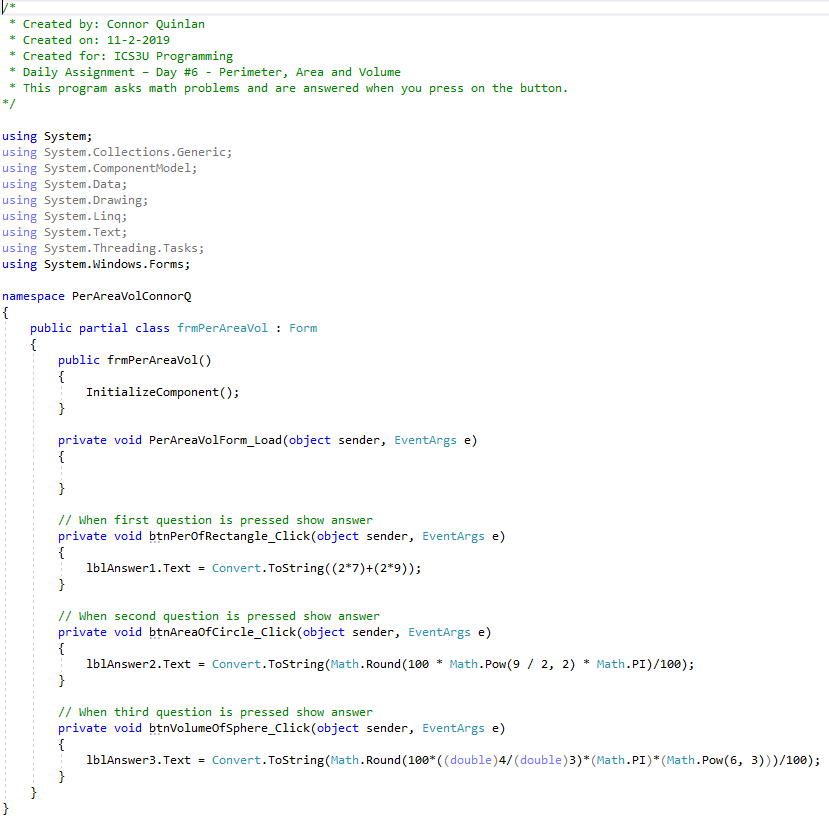 /*
 * Created by: Connor Quinlan
 * Created on: 11-2-2019
 * Created for: ICS3U Programming
 * Daily Assignment – Day #6 - Perimeter, Area and Volume
 * This program asks math problems and are answered when you press on the button.
*/
using System;
using System.Collections.Generic;
using System.ComponentModel;
using System.Data;
using System.Drawing;
using System.Linq;
using System.Text;
using System.Threading.Tasks;
using System.Windows.Forms;
namespace PerAreaVolConnorQ
{
    public partial class frmPerAreaVol : Form
    {
        public frmPerAreaVol()
        {
            InitializeComponent();
        }
        private void PerAreaVolForm_Load(object sender, EventArgs e)
        {
        }
        // When first question is pressed show answer
        private void btnPerOfRectangle_Click(object sender, EventArgs e)
        {
            lblAnswer1.Text = Convert.ToString((2*7)+(2*9));
        }
        // When second question is pressed show answer
        private void btnAreaOfCircle_Click(object sender, EventArgs e)
        {
            lblAnswer2.Text = Convert.ToString(Math.Round(100 * Math.Pow(9 / 2, 2) * Math.PI)/100);
        }
        // When third question is pressed show answer
        private void btnVolumeOfSphere_Click(object sender, EventArgs e)
        {
            lblAnswer3.Text = Convert.ToString(Math.Round(100*((double)4/(double)3)*(Math.PI)*(Math.Pow(6, 3)))/100);
        }
    }
}